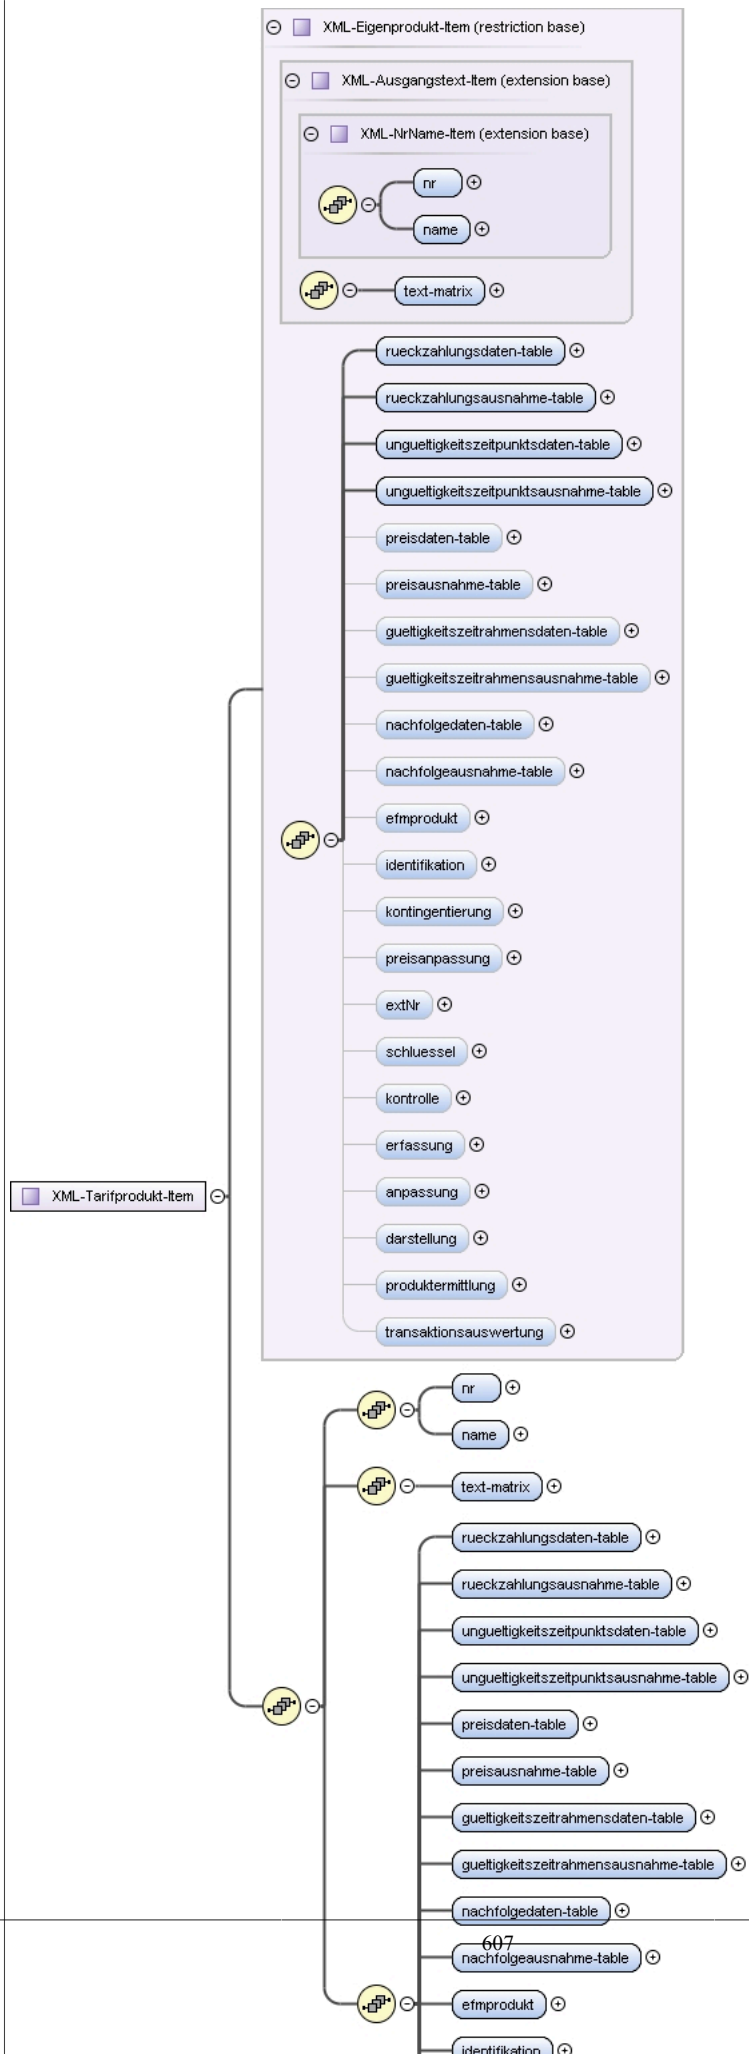 XML-Eigenprodukt-Item (restriction base)
XML-Ausgangstext-Item (extension base)
XML-NrName-Item (extension base)
nr
name
text-matrix
rueckzahlungsdaten-table
rueckzahlungsausnahme-table
ungueltigkeitszeitpunktsdaten-table
ungueltigkeitszeitpunktsausnahme-table
preisdaten-table
preisausnahme-table
gueltigkeitszeitrahmensdaten-table
gueltigkeitszeitrahmensausnahme-table
nachfolgedaten-table
nachfolgeausnahme-table
efmprodukt
identifikation
kontingentierung
preisanpassung
extNr
schluessel
kontrolle
erfassung
anpassung
XML-Tarifprodukt-Item
darstellung
produktermittlung
transaktionsauswertung
nr
name
text-matrix
rueckzahlungsdaten-table
rueckzahlungsausnahme-table
ungueltigkeitszeitpunktsdaten-table
ungueltigkeitszeitpunktsausnahme-table
preisdaten-table
preisausnahme-table
gueltigkeitszeitrahmensdaten-table
gueltigkeitszeitrahmensausnahme-table
nachfolgedaten-table
607
nachfolgeausnahme-table
efmprodukt
identifikation